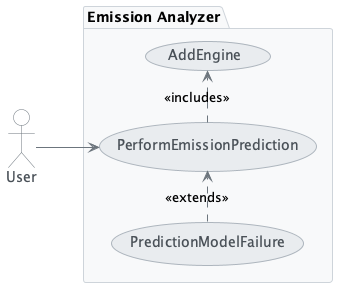 Emission Analyzer
AddEngine
«includes»
PerformEmissionPrediction
User
«extends»
PredictionModelFailure